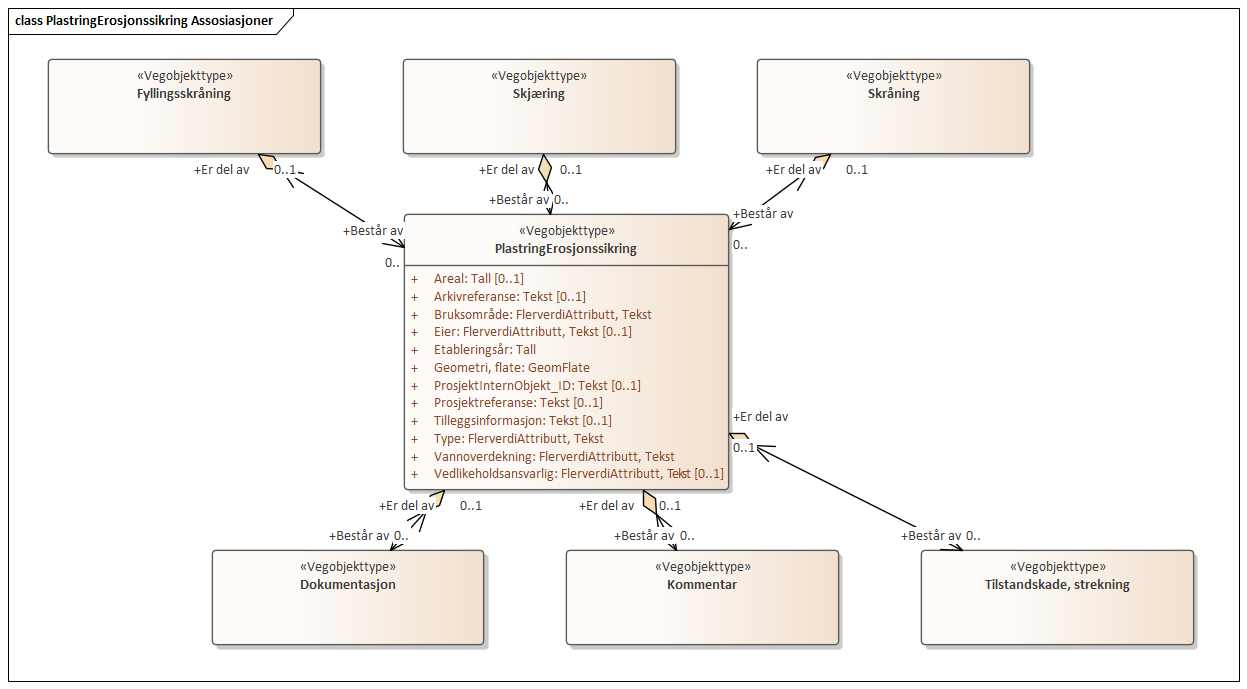 class PlastringErosjonssikring Assosiasjoner
«Vegobjekttype»
Fyllingsskråning
«Vegobjekttype»
Skjæring
«Vegobjekttype»
Skråning
+Er del av
0..1
+Er del av
0..1
+Er del av
0..1
+Består av
0..
+Består av 0..
+Består av
0..
«Vegobjekttype»
PlastringErosjonssikring
+ Areal: Tall [0..1]
+ Arkivreferanse: Tekst [0..1]
+ Bruksområde: FlerverdiAttributt, Tekst
+ Eier: FlerverdiAttributt, Tekst [0..1]
+ Etableringsår: Tall
+ Geometri, flate: GeomFlate
+ ProsjektInternObjekt_ID: Tekst [0..1]
+ Prosjektreferanse: Tekst [0..1]
+ Tilleggsinformasjon: Tekst [0..1]
+ Type: FlerverdiAttributt, Tekst
+ Vannoverdekning: FlerverdiAttributt, Tekst
+ Vedlikeholdsansvarlig: FlerverdiAttributt, Tekst [0..1]
+Er del av
0..1
+Er del av
0..1
+Er del av
0..1
+Består av 0..
+Består av 0..
+Består av 0..
«Vegobjekttype»
Dokumentasjon
«Vegobjekttype»
Kommentar
«Vegobjekttype»
Tilstandskade, strekning